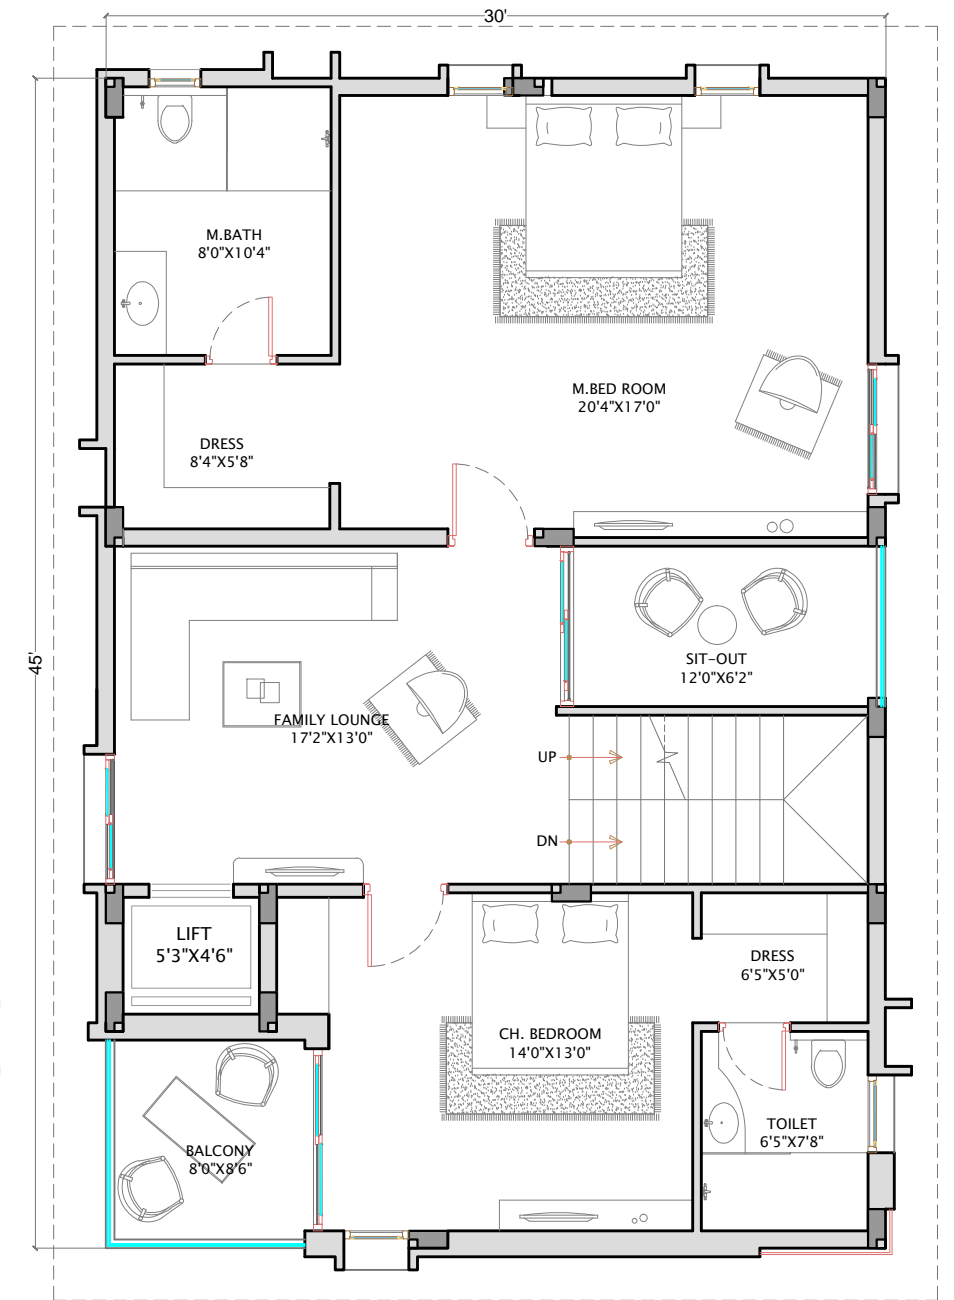 30'
45'
M.BATH
8'0"X10'4"
M.BED ROOM
20'4"X17'0"
DRESS
8'4"X5'8"
SIT-OUT
12'0"X6'2"
FAMILY LOUNGE
17'2"X13'0"
UP
DN
LIFT
5'3"X4'6"
DRESS
6'5"X5'0"
CH. BEDROOM
14'0"X13'0"
TOILET
6'5"X7'8"
BALCONY
8'0"X8'6"